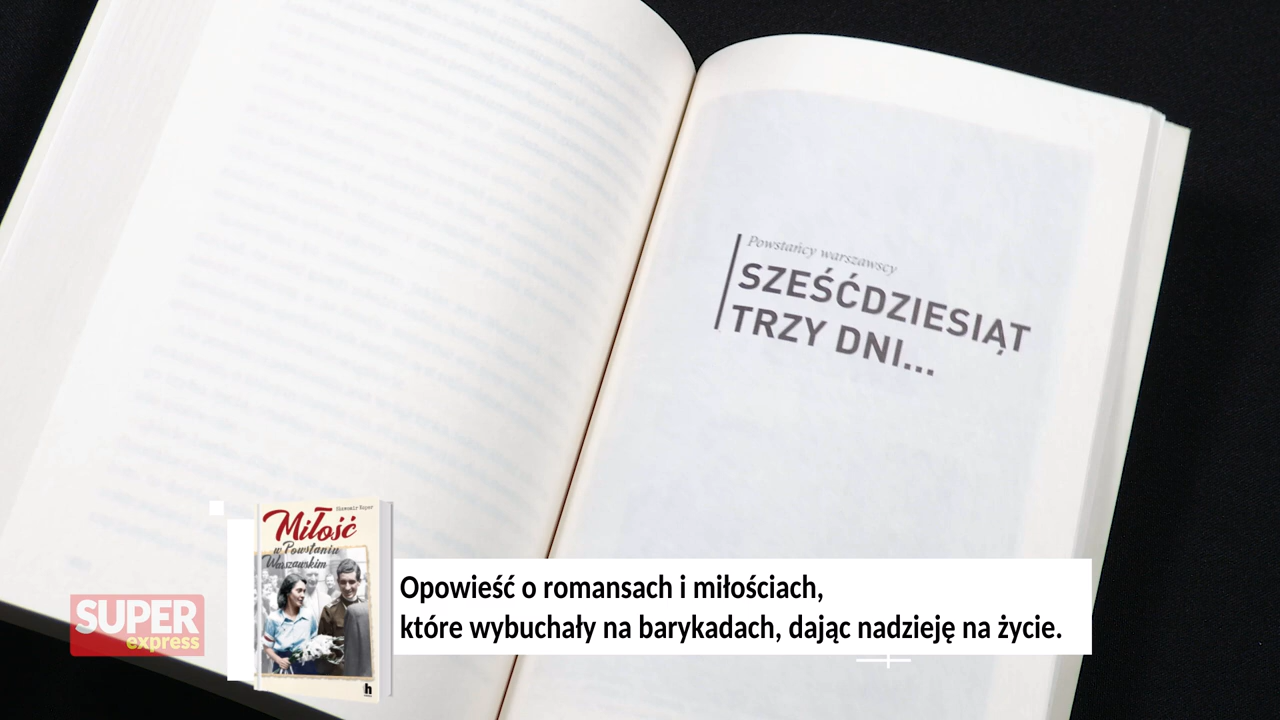 Powstańcy warszawscy
SZEŚĆDZIESIĄT
TRZY DNI...
Sławomir Koper
Miłość
w Powstaniu
Warszawskim
h
Opowieść o romansach i miłościach,
które wybuchały na barykadach, dając nadzieję na życie.
SUPER
express